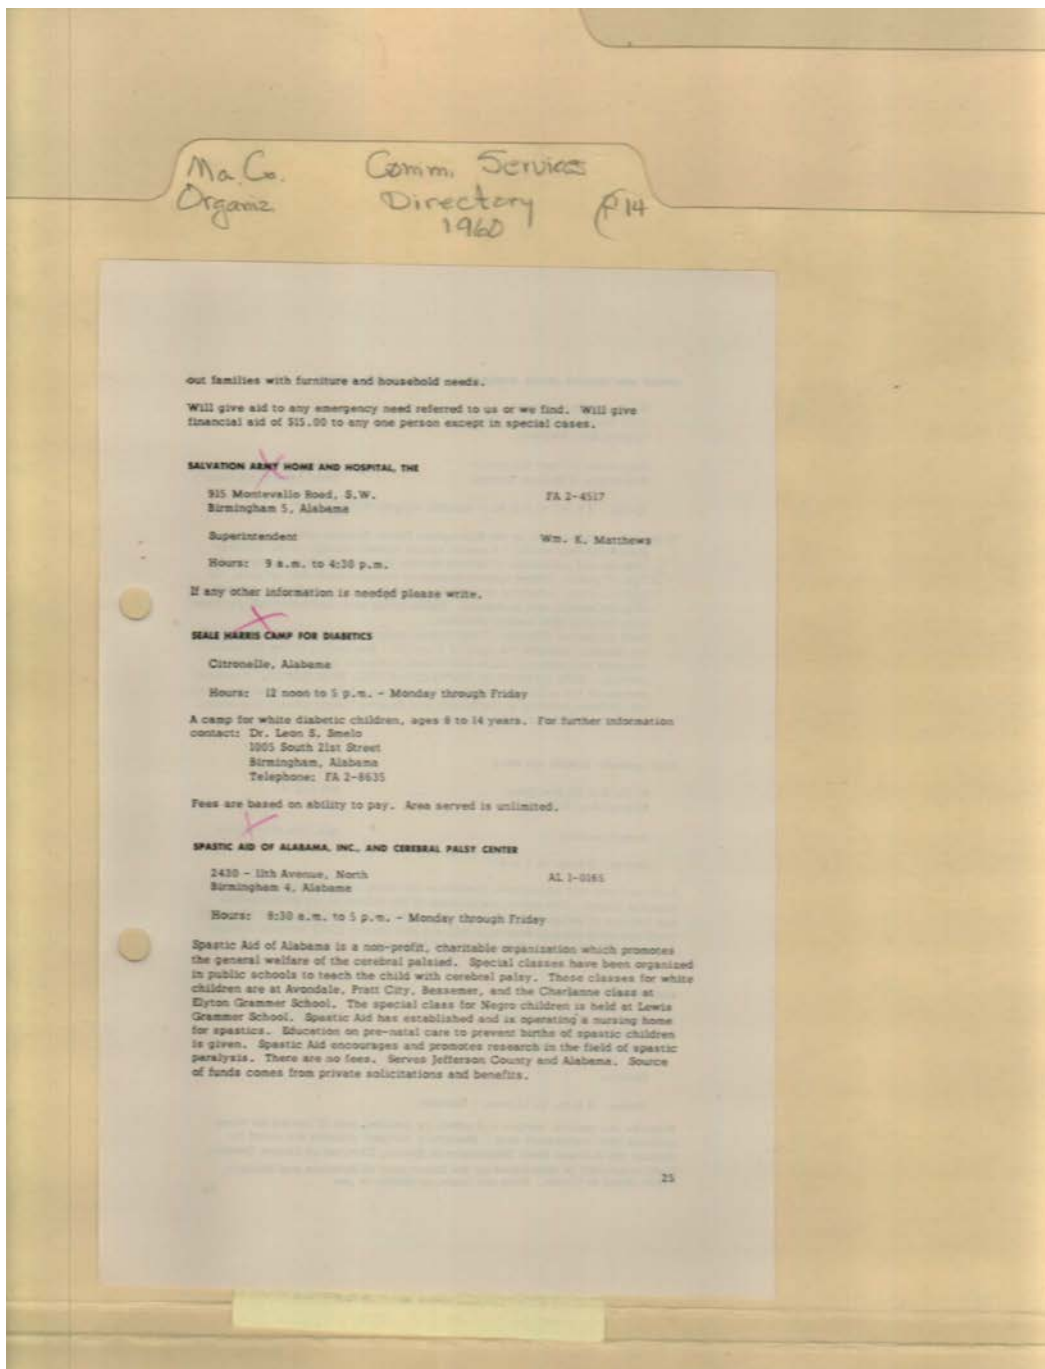 Ma. Co. Comm. Services
Organiz. Directory P 14
1960
out families with furniture and household needs.
Will give aid to any emergency need referred to us or we find. Will give
financial aid of $15.00 to any one person except in special cases.
SALVATION ARMY HOME AND HOSPITAL, THE
915 Montevallo Road, S.W. FA 2-4517
Birmingham 5, Alabama
Superintendent Wm. K. Matthews
Hours: 9 a.m. to 4:30 p.m.
If any other information is needed please write.
SEALE HARRIS CAMP FOR DIABETICS
Citronelle, Alabama
Hours: 12 noon to 5 p.m. - Monday through Friday
A camp for white diabetic children, ages 8 to 14 years. For further information
contact: Dr. Leon S. Smelo
1005 South 21st Street
Birmingham, Alabama
Telephone: FA 2-8635
Fees are based on ability to pay. Area served is unlimited.
SPASTIC AID OF ALABAMA, INC., AND CEREBRAL PALSY CENTER
2430 - 11th Avenue, North AL 1-0165
Birmingham 4, Alabama
Hours: 8:30 a.m. to 5 p.m. - Monday through Friday
Spastic Aid of Alabama is a non-profit, charitable organization which promotes
the general welfare of the cerebral palsied. Special classes have been organized
in public schools to teach the child with cerebral palsy. These classes for white
children are at Avondale, Pratt City, Bessemer, and the Charlanne class at
Elyton Grammer School. The special class for Negro children is held at Lewis
Grammer School. Spastic Aid has established and is operating a nursing home
for spastics. Education on pre-natal care to prevent births of spastic children
is given. Spastic Aid encourages and promotes research in the field of spastic
paralysis. There are no fees. Serves Jefferson County and Alabama. Source
of funds comes from private solicitations and benefits.
25